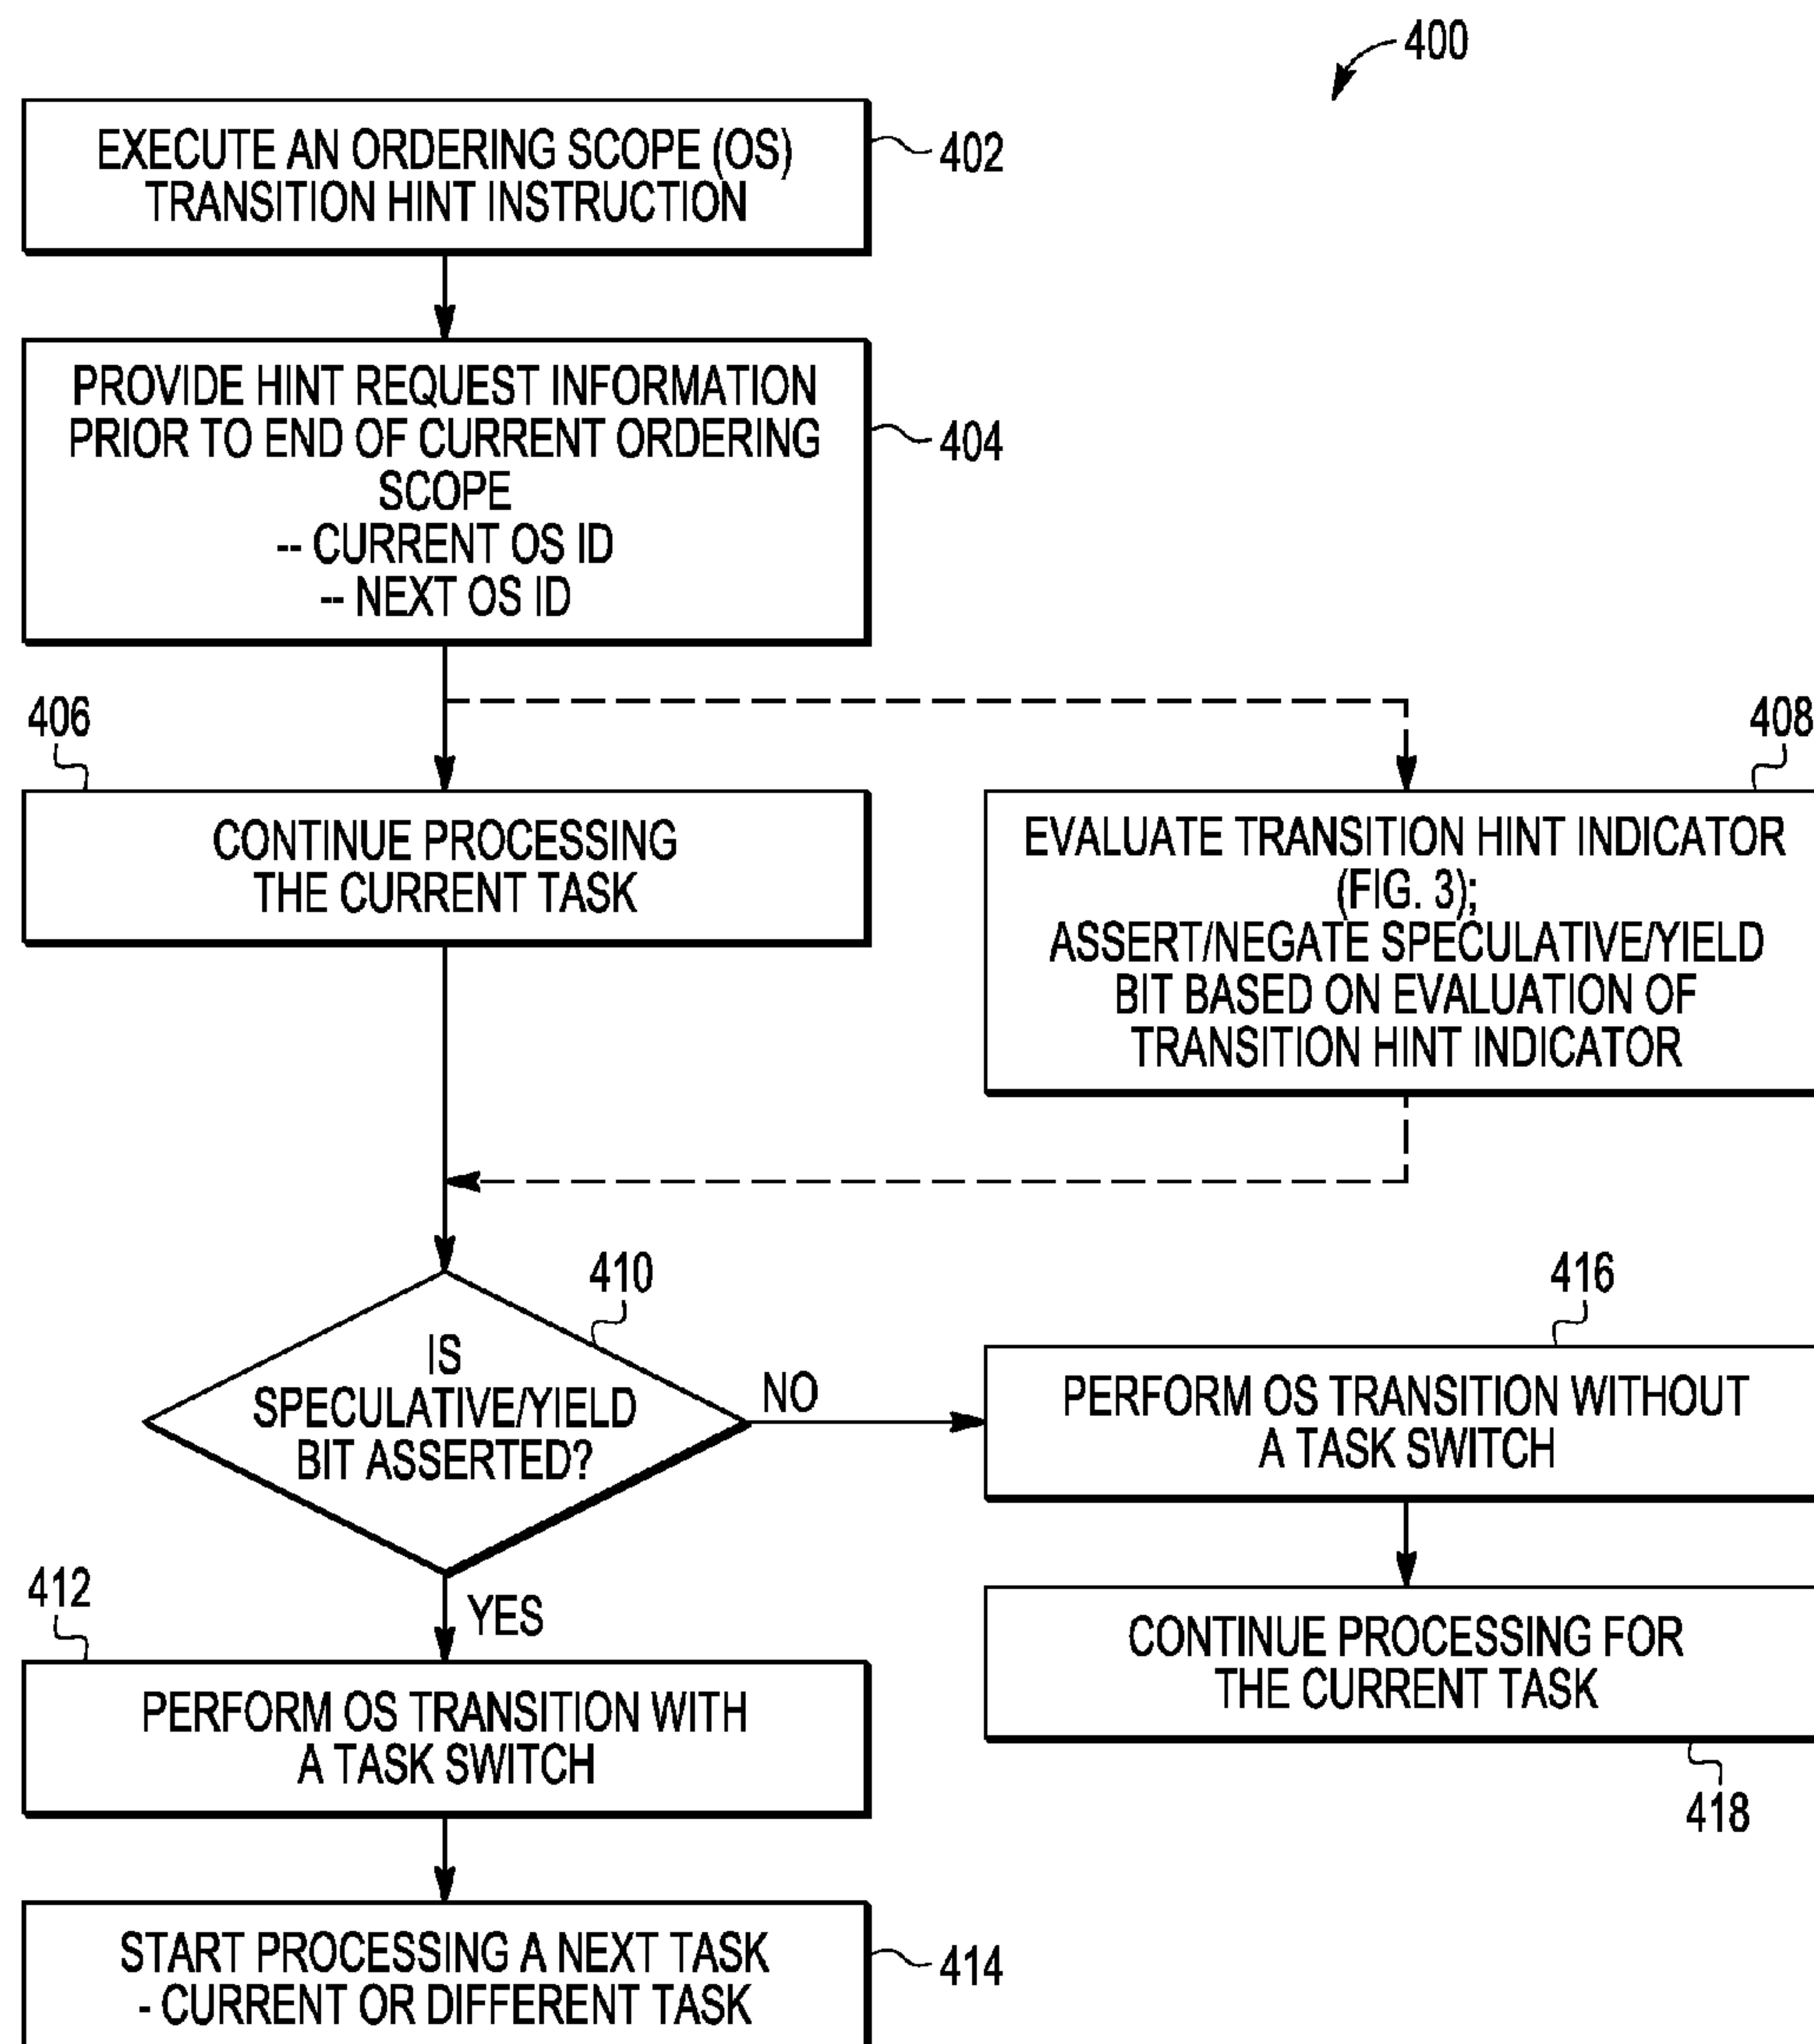 400
EXECUTE AN ORDERING SCOPE (OS)
TRANSITION HINT INSTRUCTION
402
PROVIDE HINT REQUEST INFORMATION
PRIOR TO END OF CURRENT ORDERING
SCOPE
-- CURRENT OS ID
-- NEXT OS ID
404
406
CONTINUE PROCESSING
THE CURRENT TASK
408
EVALUATE TRANSITION HINT INDICATOR
(FIG. 3);
ASSERT/NEGATE SPECULATIVE/YIELD
BIT BASED ON EVALUATION OF
TRANSITION HINT INDICATOR
410
IS
SPECULATIVE/YIELD
BIT ASSERTED?
NO
416
PERFORM OS TRANSITION WITHOUT
A TASK SWITCH
YES
412
PERFORM OS TRANSITION WITH
A TASK SWITCH
CONTINUE PROCESSING FOR
THE CURRENT TASK
418
START PROCESSING A NEXT TASK
- CURRENT OR DIFFERENT TASK
414